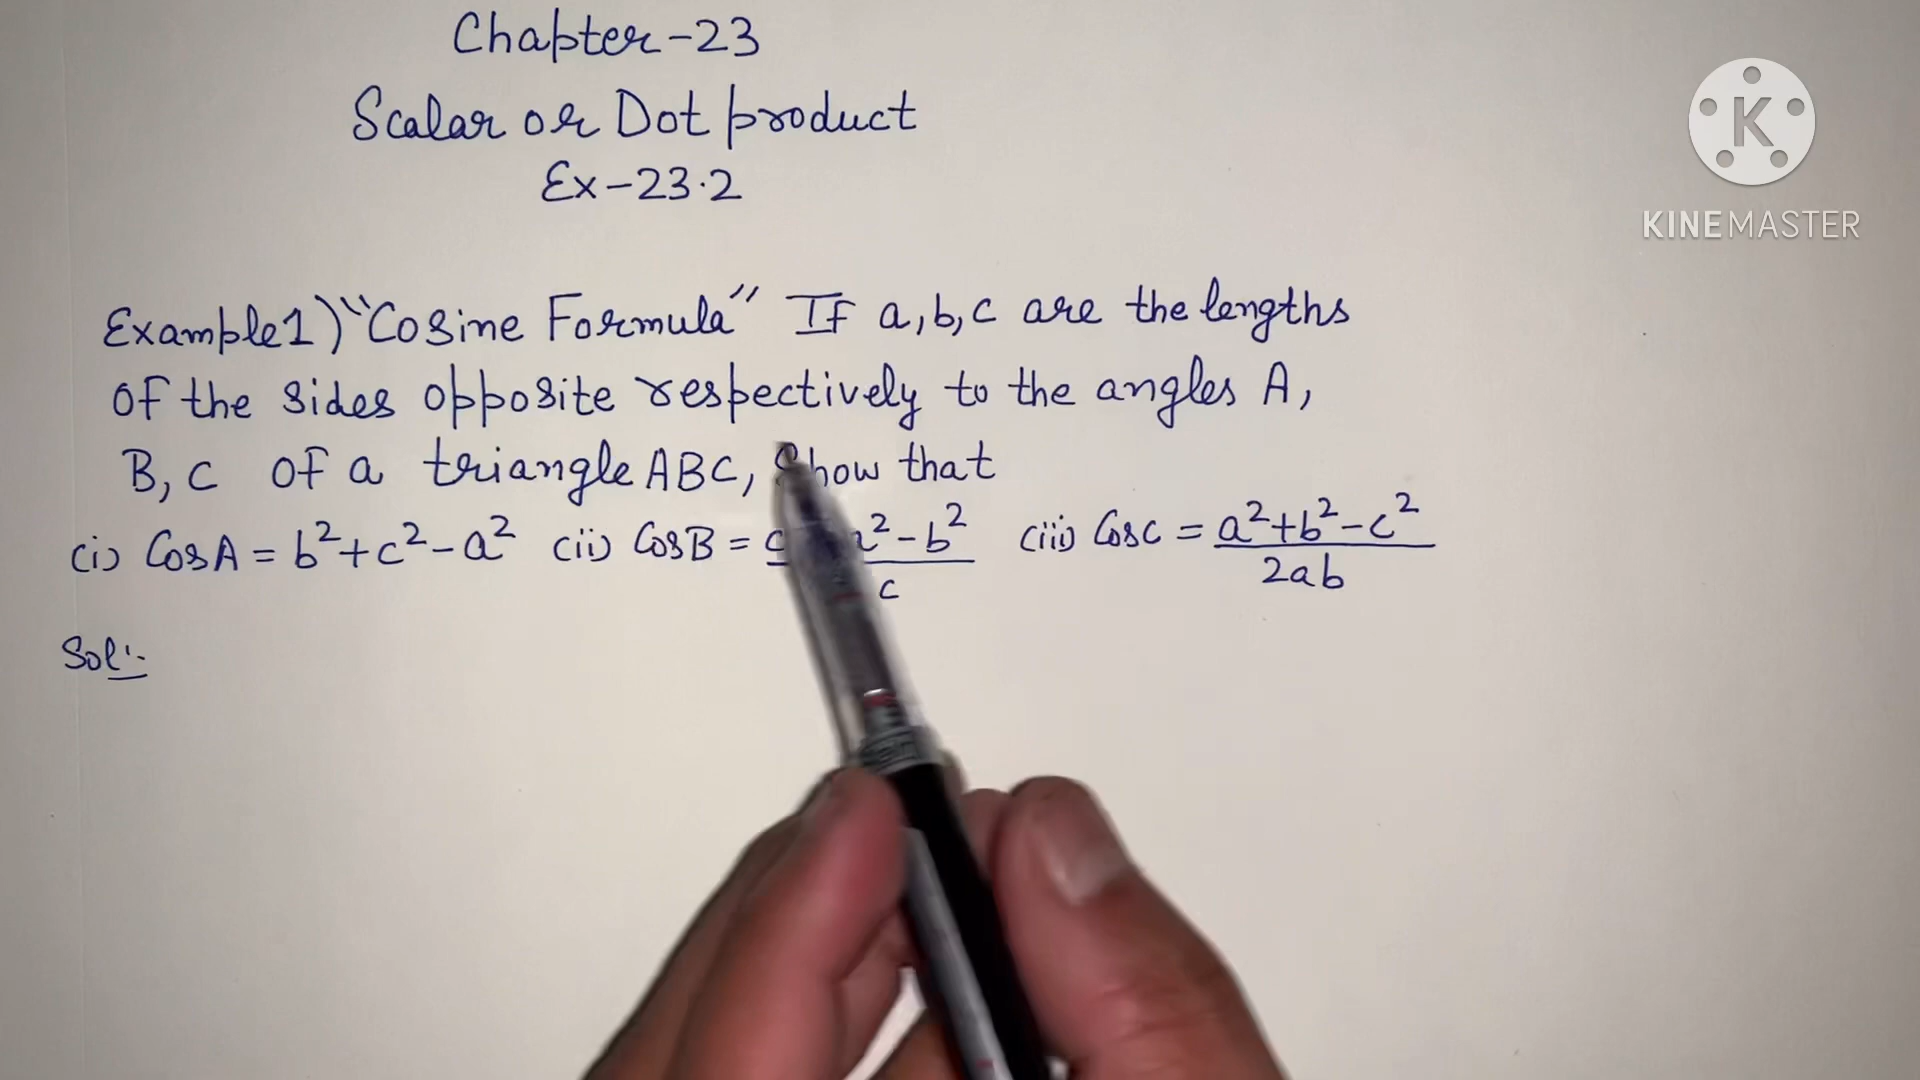 Chapter-23
Scalar or Dot product
Ex-23.2
K
KINEMASTER
Example1) "Cosine Formula" If a,b,c are the lengths
of the sides opposite respectively to the angles A,
B, C of a triangle ABC, Show that
(i) CosA = b²+c²-a² (ii) CosB = a²-b² / c (iii) Cosc = a²+b²-c² / 2ab
Sol:-